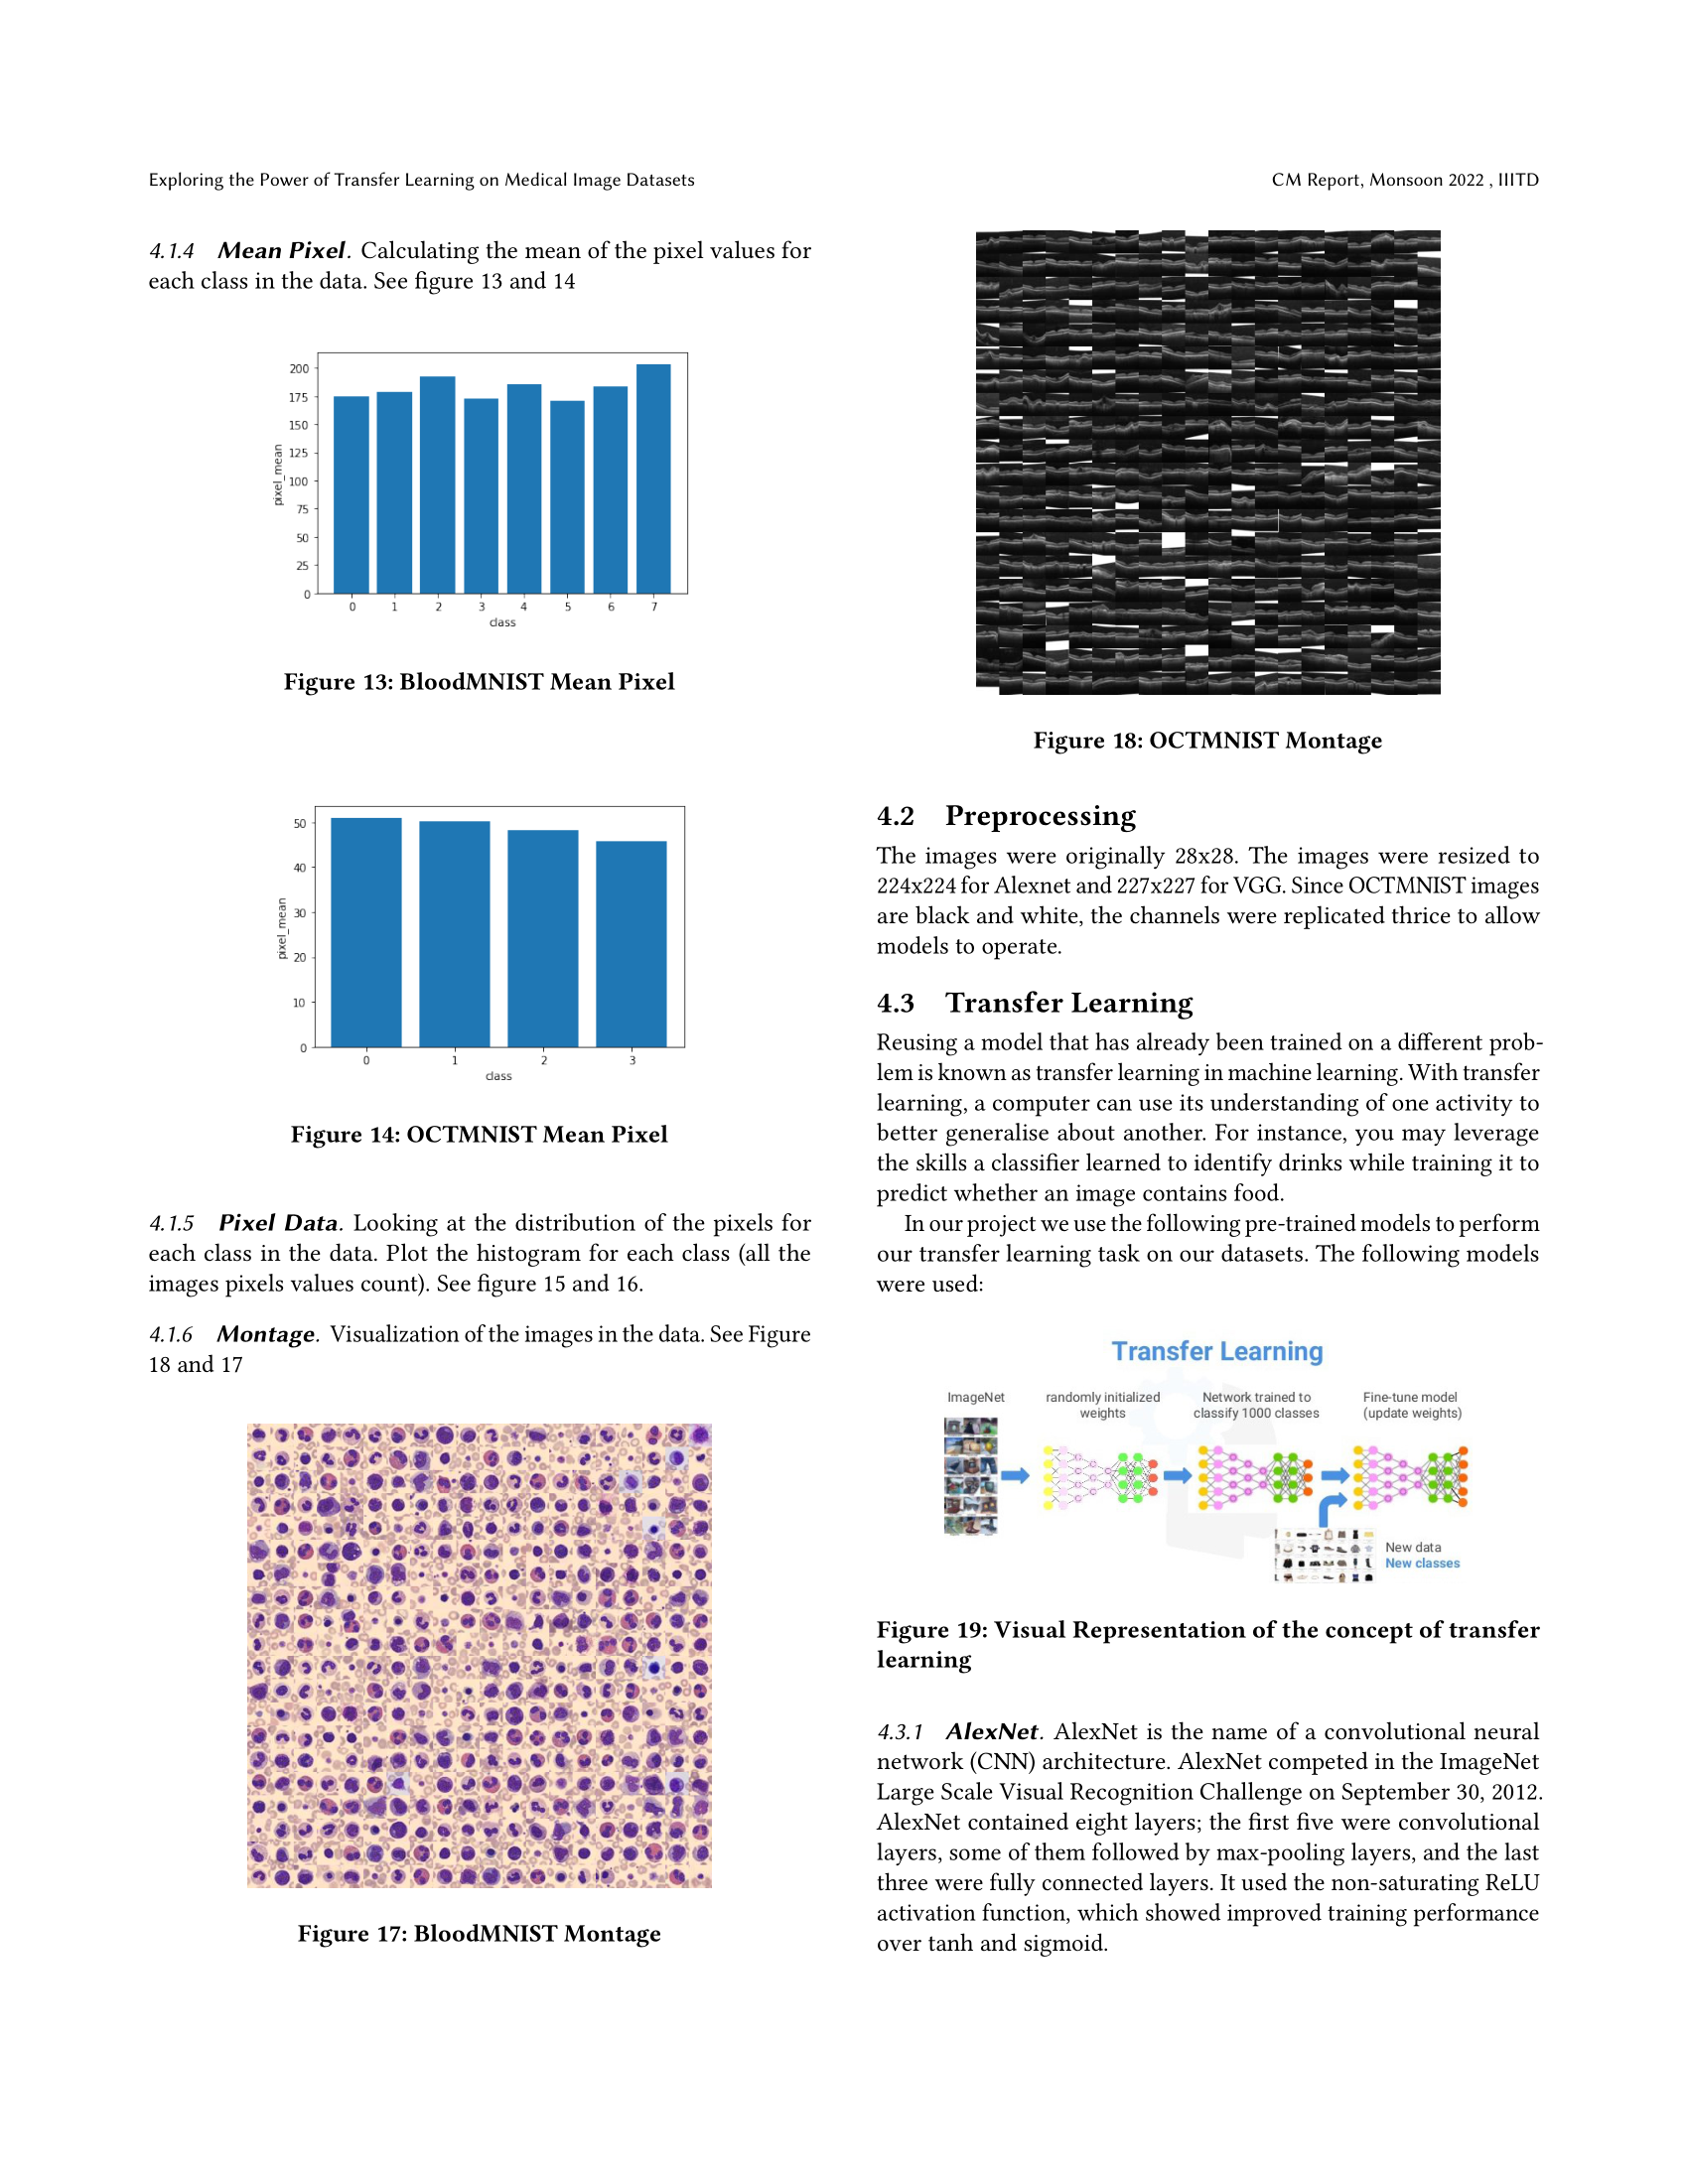 Exploring the Power of Transfer Learning on Medical Image Datasets
CM Report, Monsoon 2022 , IIITD
4.1.4 Mean Pixel. Calculating the mean of the pixel values for
each class in the data. See figure 13 and 14
200
175
150
125
100
75
50
25
0
pixel_mean
0 1 2 3 4 5 6 7
class
Figure 13: BloodMNIST Mean Pixel
50
40
30
20
10
0
pixel_mean
0 1 2 3
class
Figure 14: OCTMNIST Mean Pixel
4.1.5 Pixel Data. Looking at the distribution of the pixels for
each class in the data. Plot the histogram for each class (all the
images pixels values count). See figure 15 and 16.
4.1.6 Montage. Visualization of the images in the data. See Figure
18 and 17
Figure 17: BloodMNIST Montage
Figure 18: OCTMNIST Montage
4.2 Preprocessing
The images were originally 28x28. The images were resized to
224x224 for Alexnet and 227x227 for VGG. Since OCTMNIST images
are black and white, the channels were replicated thrice to allow
models to operate.
4.3 Transfer Learning
Reusing a model that has already been trained on a different prob-
lem is known as transfer learning in machine learning. With transfer
learning, a computer can use its understanding of one activity to
better generalise about another. For instance, you may leverage
the skills a classifier learned to identify drinks while training it to
predict whether an image contains food.
In our project we use the following pre-trained models to perform
our transfer learning task on our datasets. The following models
were used:
Transfer Learning
ImageNet
randomly initialized
weights
Network trained to
classify 1000 classes
Fine-tune model
(update weights)
New data
New classes
Figure 19: Visual Representation of the concept of transfer
learning
4.3.1 AlexNet. AlexNet is the name of a convolutional neural
network (CNN) architecture. AlexNet competed in the ImageNet
Large Scale Visual Recognition Challenge on September 30, 2012.
AlexNet contained eight layers; the first five were convolutional
layers, some of them followed by max-pooling layers, and the last
three were fully connected layers. It used the non-saturating ReLU
activation function, which showed improved training performance
over tanh and sigmoid.